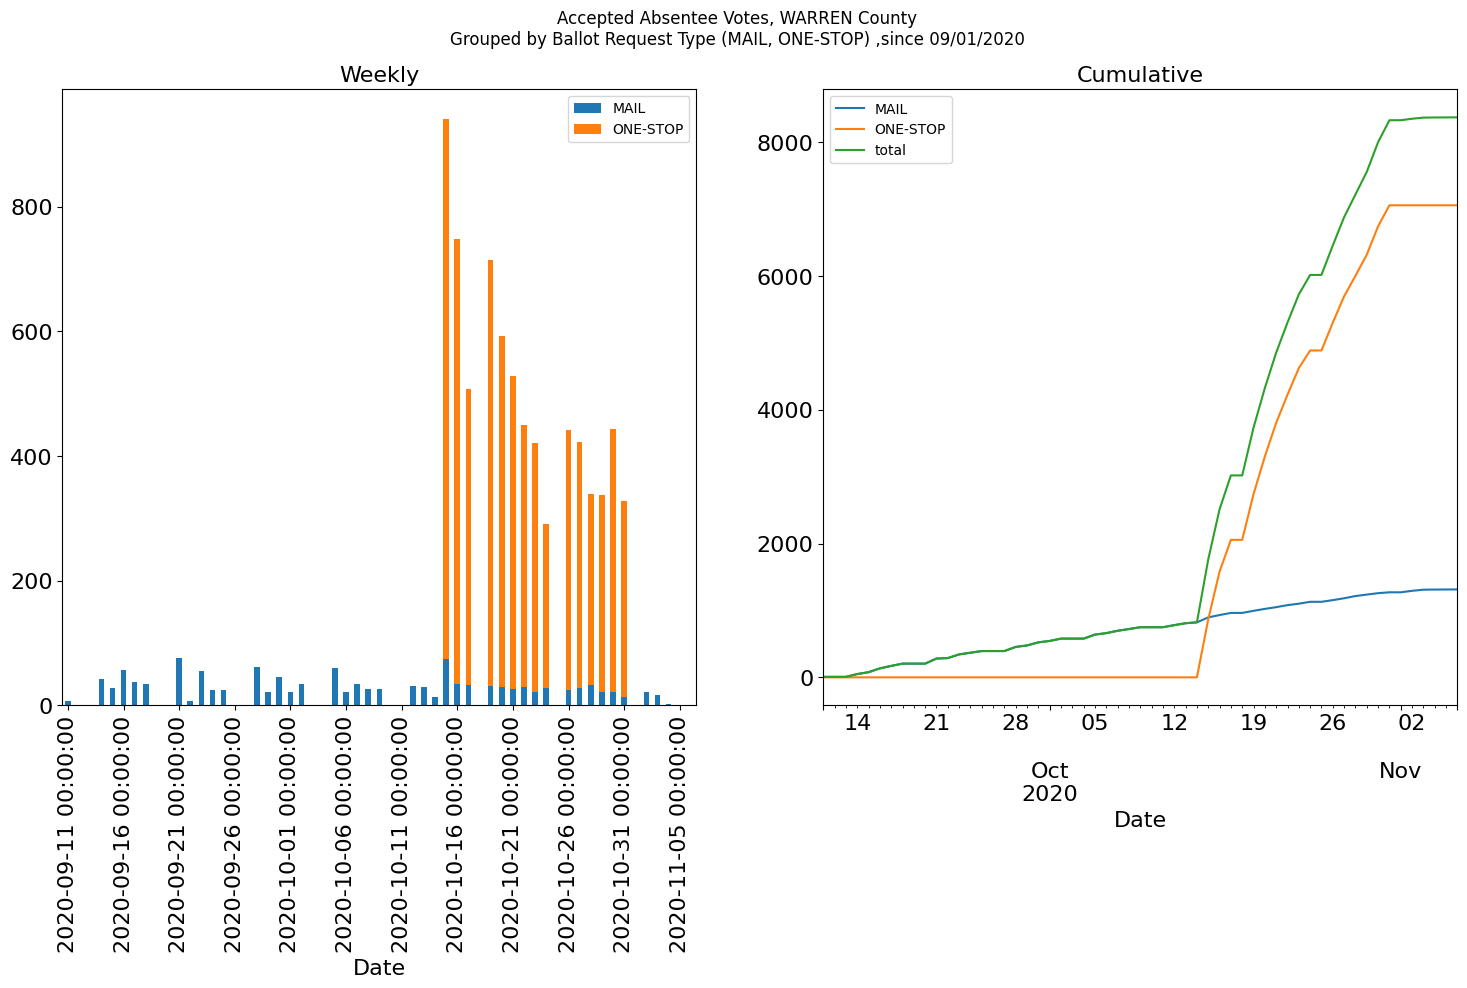 Accepted Absentee Votes, WARREN County
Grouped by Ballot Request Type (MAIL, ONE-STOP) ,since 09/01/2020
Weekly
MAIL
ONE-STOP
800
600
400
200
0
2020-09-11 00:00:00
2020-09-16 00:00:00
2020-09-21 00:00:00
2020-09-26 00:00:00
2020-10-01 00:00:00
2020-10-06 00:00:00
2020-10-11 00:00:00
2020-10-16 00:00:00
2020-10-21 00:00:00
2020-10-26 00:00:00
2020-10-31 00:00:00
2020-11-05 00:00:00
Date
Cumulative
MAIL
ONE-STOP
total
8000
6000
4000
2000
0
14 21 28 05 12 19 26 02
Oct Nov
2020
Date